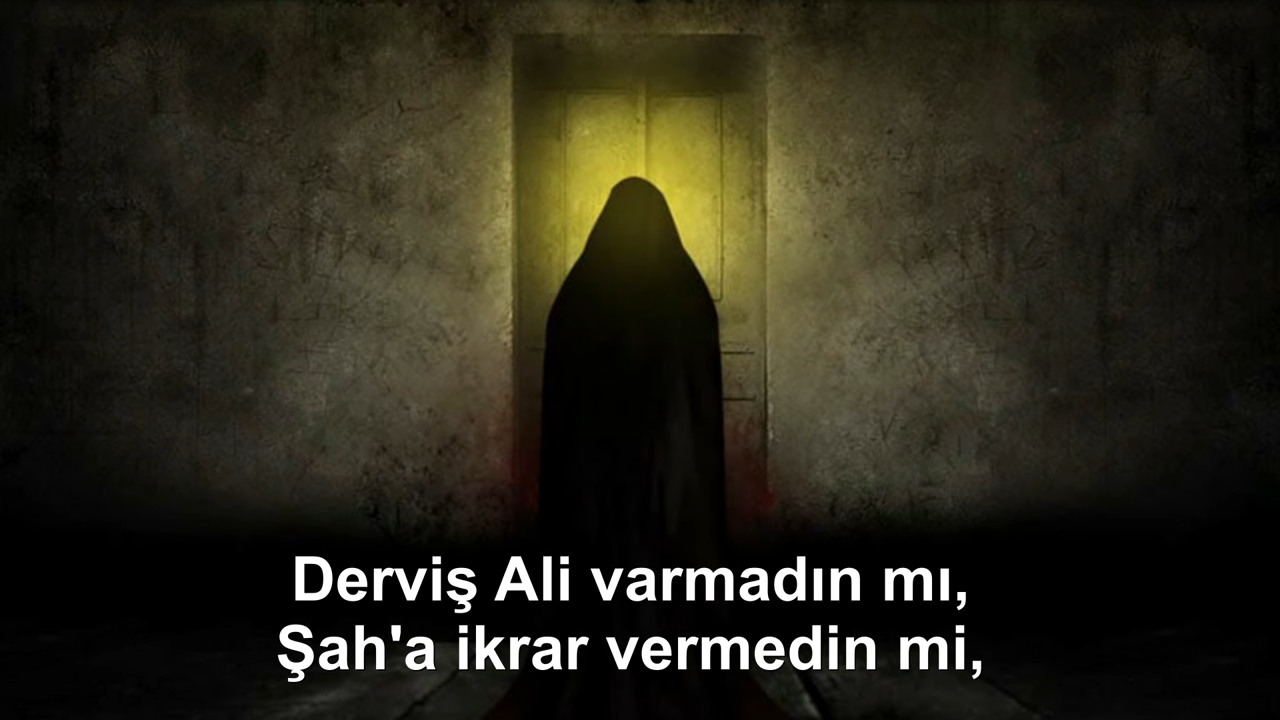 Derviş Ali varmadın mı,
Şah'a ikrar vermedin mi,